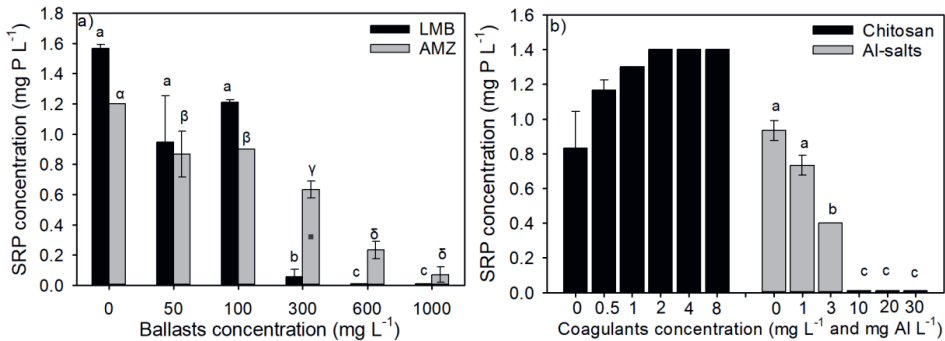 a)
LMB
AMZ
SRP concentration (mg P L⁻¹)
1.8
1.6
1.4
1.2
1.0
0.8
0.6
0.4
0.2
0.0
a α a β a β b γ c δ c δ
0 50 100 300 600 1000
Ballasts concentration (mg L⁻¹)
b)
Chitosan
Al-salts
SRP concentration (mg P L⁻¹)
1.6
1.4
1.2
1.0
0.8
0.6
0.4
0.2
0.0
a a b c c c
0 0.5 1 2 4 8 0 1 3 10 20 30
Coagulants concentration (mg L⁻¹ and mg Al L⁻¹)